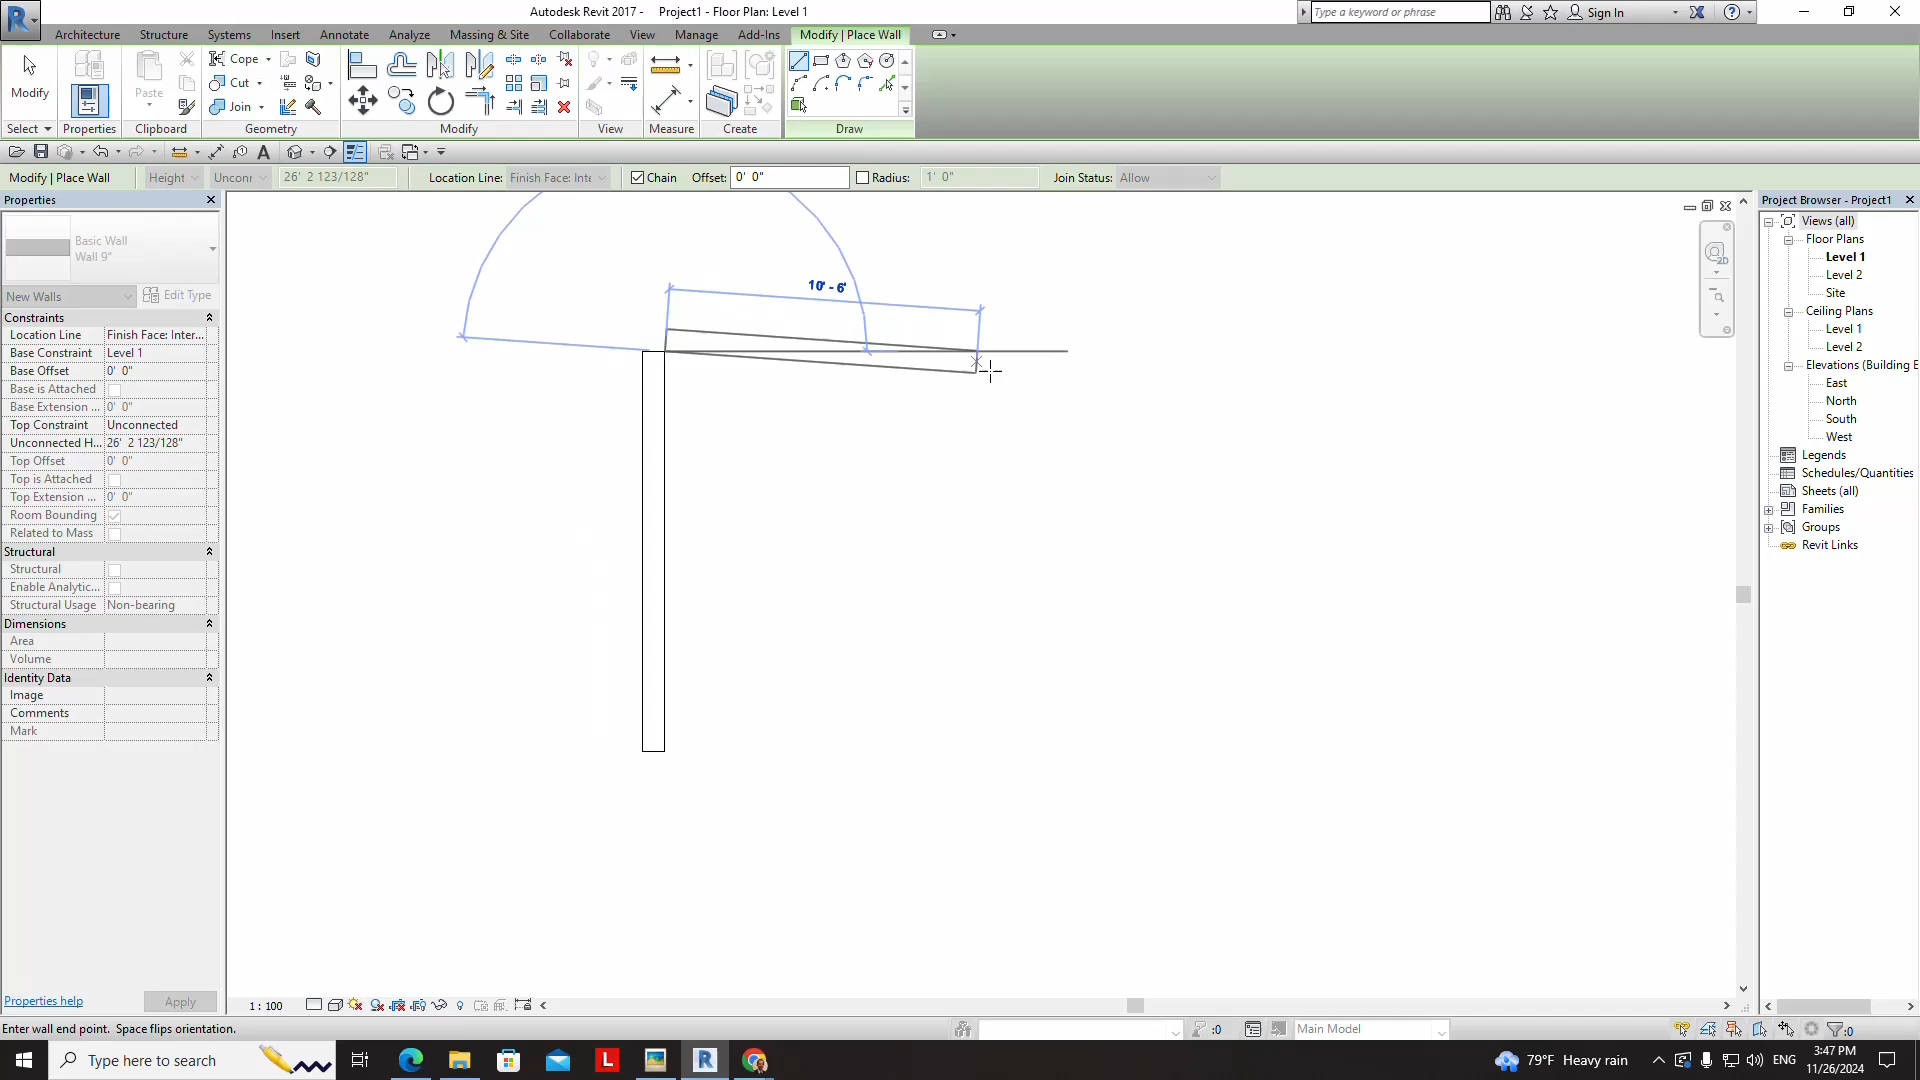 Autodesk Revit 2017 -     Project1 - Floor Plan: Level 1
Type a keyword or phrase
Sign In
Architecture
Structure
Systems
Insert
Annotate
Analyze
Massing & Site
Collaborate
View
Manage
Add-Ins
Modify | Place Wall
Modify
Paste
Cope
Cut
Join
Select
Properties
Clipboard
Geometry
Modify
View
Measure
Create
Draw
Modify | Place Wall
Height
Unconr
26'  2 123/128"
Location Line:
Finish Face: Inte
Chain
Offset:
0'  0"
Radius:
1'  0"
Join Status:
Allow
Properties
Basic Wall
Wall 9"
New Walls
Edit Type
Constraints
Location Line Finish Face: Inter...
Base Constraint Level 1
Base Offset 0'  0"
Base is Attached
Base Extension ... 0'  0"
Top Constraint Unconnected
Unconnected H... 26'  2 123/128"
Top Offset 0'  0"
Top is Attached
Top Extension ... 0'  0"
Room Bounding
Related to Mass
Structural
Structural
Enable Analytic...
Structural Usage Non-bearing
Dimensions
Area
Volume
Identity Data
Image
Comments
Mark
Properties help
Apply
10' - 6'
2D
Project Browser - Project1
Views (all)
Floor Plans
Level 1
Level 2
Site
Ceiling Plans
Level 1
Level 2
Elevations (Building E
East
North
South
West
Legends
Schedules/Quantities
Sheets (all)
Families
Groups
Revit Links
1 : 100
Enter wall end point.  Space flips orientation.
:0
Main Model
:0
Type here to search
L
R
79°F  Heavy rain
ENG
3:47 PM
11/26/2024